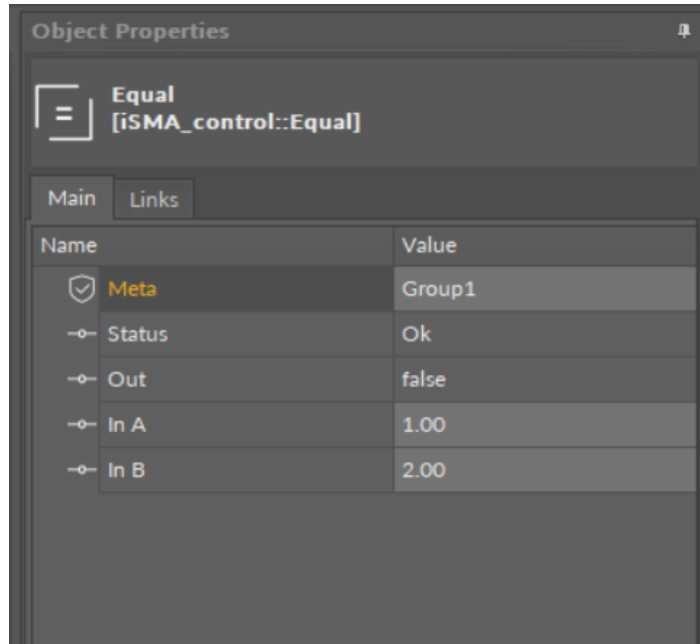 Object Properties
Equal
[iSMA_control::Equal]
Main Links
Name Value
Meta Group1
Status Ok
Out false
In A 1.00
In B 2.00